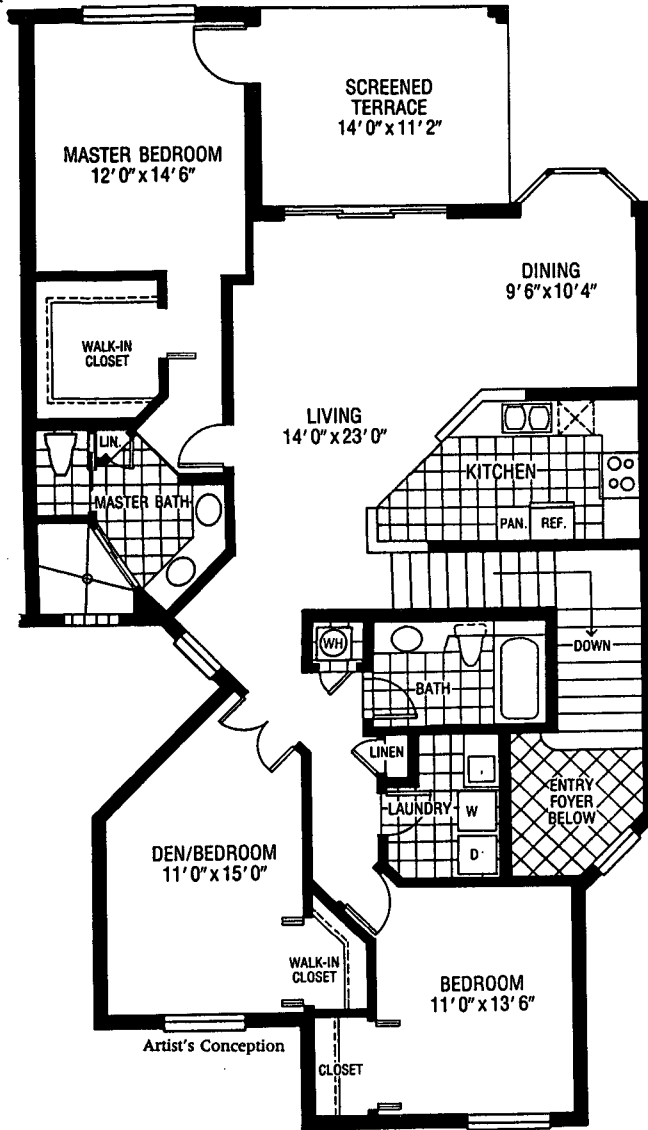 SCREENED
TERRACE
14'0"x11'2"
MASTER BEDROOM
12'0"x14'6"
DINING
9'6"x10'4"
WALK-IN
CLOSET
LIVING
14'0"x23'0"
LIN.
KITCHEN
MASTER BATH
PAN.
REF.
WH
DOWN
BATH
LINEN
ENTRY
FOYER
BELOW
LAUNDRY
W
D
DEN/BEDROOM
11'0"x15'0"
WALK-IN
CLOSET
BEDROOM
11'0"x13'6"
Artist's Conception
CLOSET